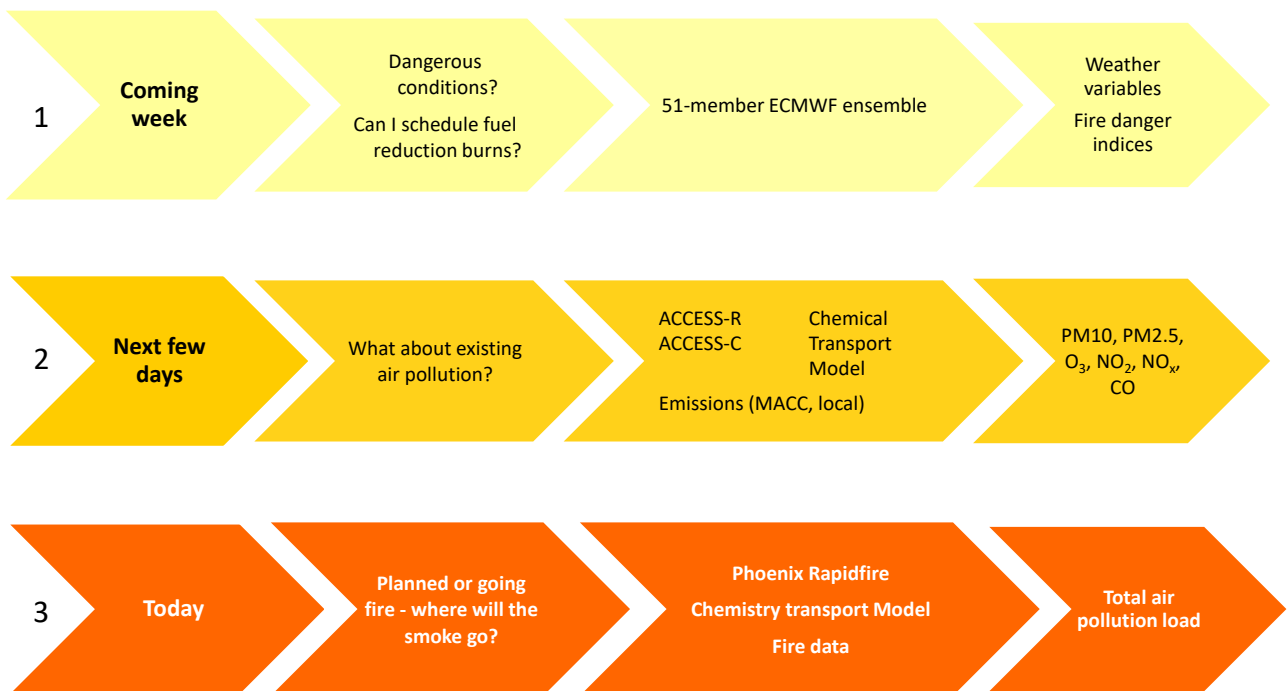 1
Coming
week
Dangerous
conditions?
Can I schedule fuel
reduction burns?
51-member ECMWF ensemble
Weather
variables
Fire danger
indices
2
Next few
days
What about existing
air pollution?
ACCESS-R
ACCESS-C
Chemical
Transport
Model
Emissions (MACC, local)
PM10, PM2.5,
O₃, NO₂, NOₓ,
CO
3
Today
Planned or going
fire - where will the
smoke go?
Phoenix Rapidfire
Chemistry transport Model
Fire data
Total air
pollution load